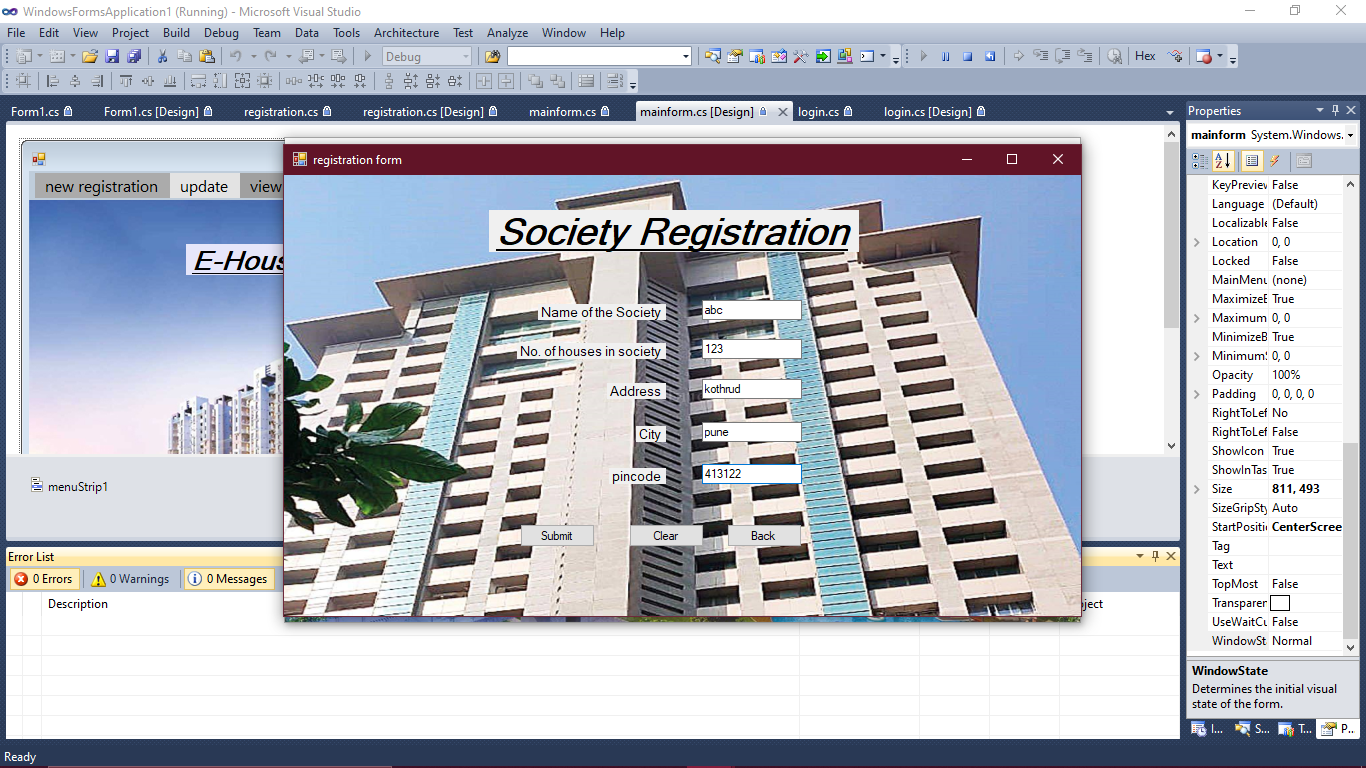 WindowsFormsApplication1 (Running) - Microsoft Visual Studio
File Edit View Project Build Debug Team Data Tools Architecture Test Analyze Window Help
Debug Hex
Form1.cs Form1.cs [Design] registration.cs registration.cs [Design] mainform.cs mainform.cs [Design] login.cs login.cs [Design]
new registration update view
E-Hous
menuStrip1
registration form
Society Registration
Name of the Society abc
No. of houses in society 123
Address kothrud
City pune
pincode 413122
Submit Clear Back
Error List
0 Errors 0 Warnings 0 Messages
Description ject
Properties
mainform System.Windows.
KeyPreview False
Language (Default)
Localizable False
Location 0, 0
Locked False
MainMenu (none)
MaximizeB True
Maximum 0, 0
MinimizeB True
MinimumS 0, 0
Opacity 100%
Padding 0, 0, 0, 0
RightToLef No
RightToLef False
ShowIcon True
ShowInTas True
Size 811, 493
SizeGripSty Auto
StartPositio CenterScree
Tag
Text
TopMost False
Transparen
UseWaitCu False
WindowSta Normal
WindowState
Determines the initial visual
state of the form.
I... S... T... P...
Ready